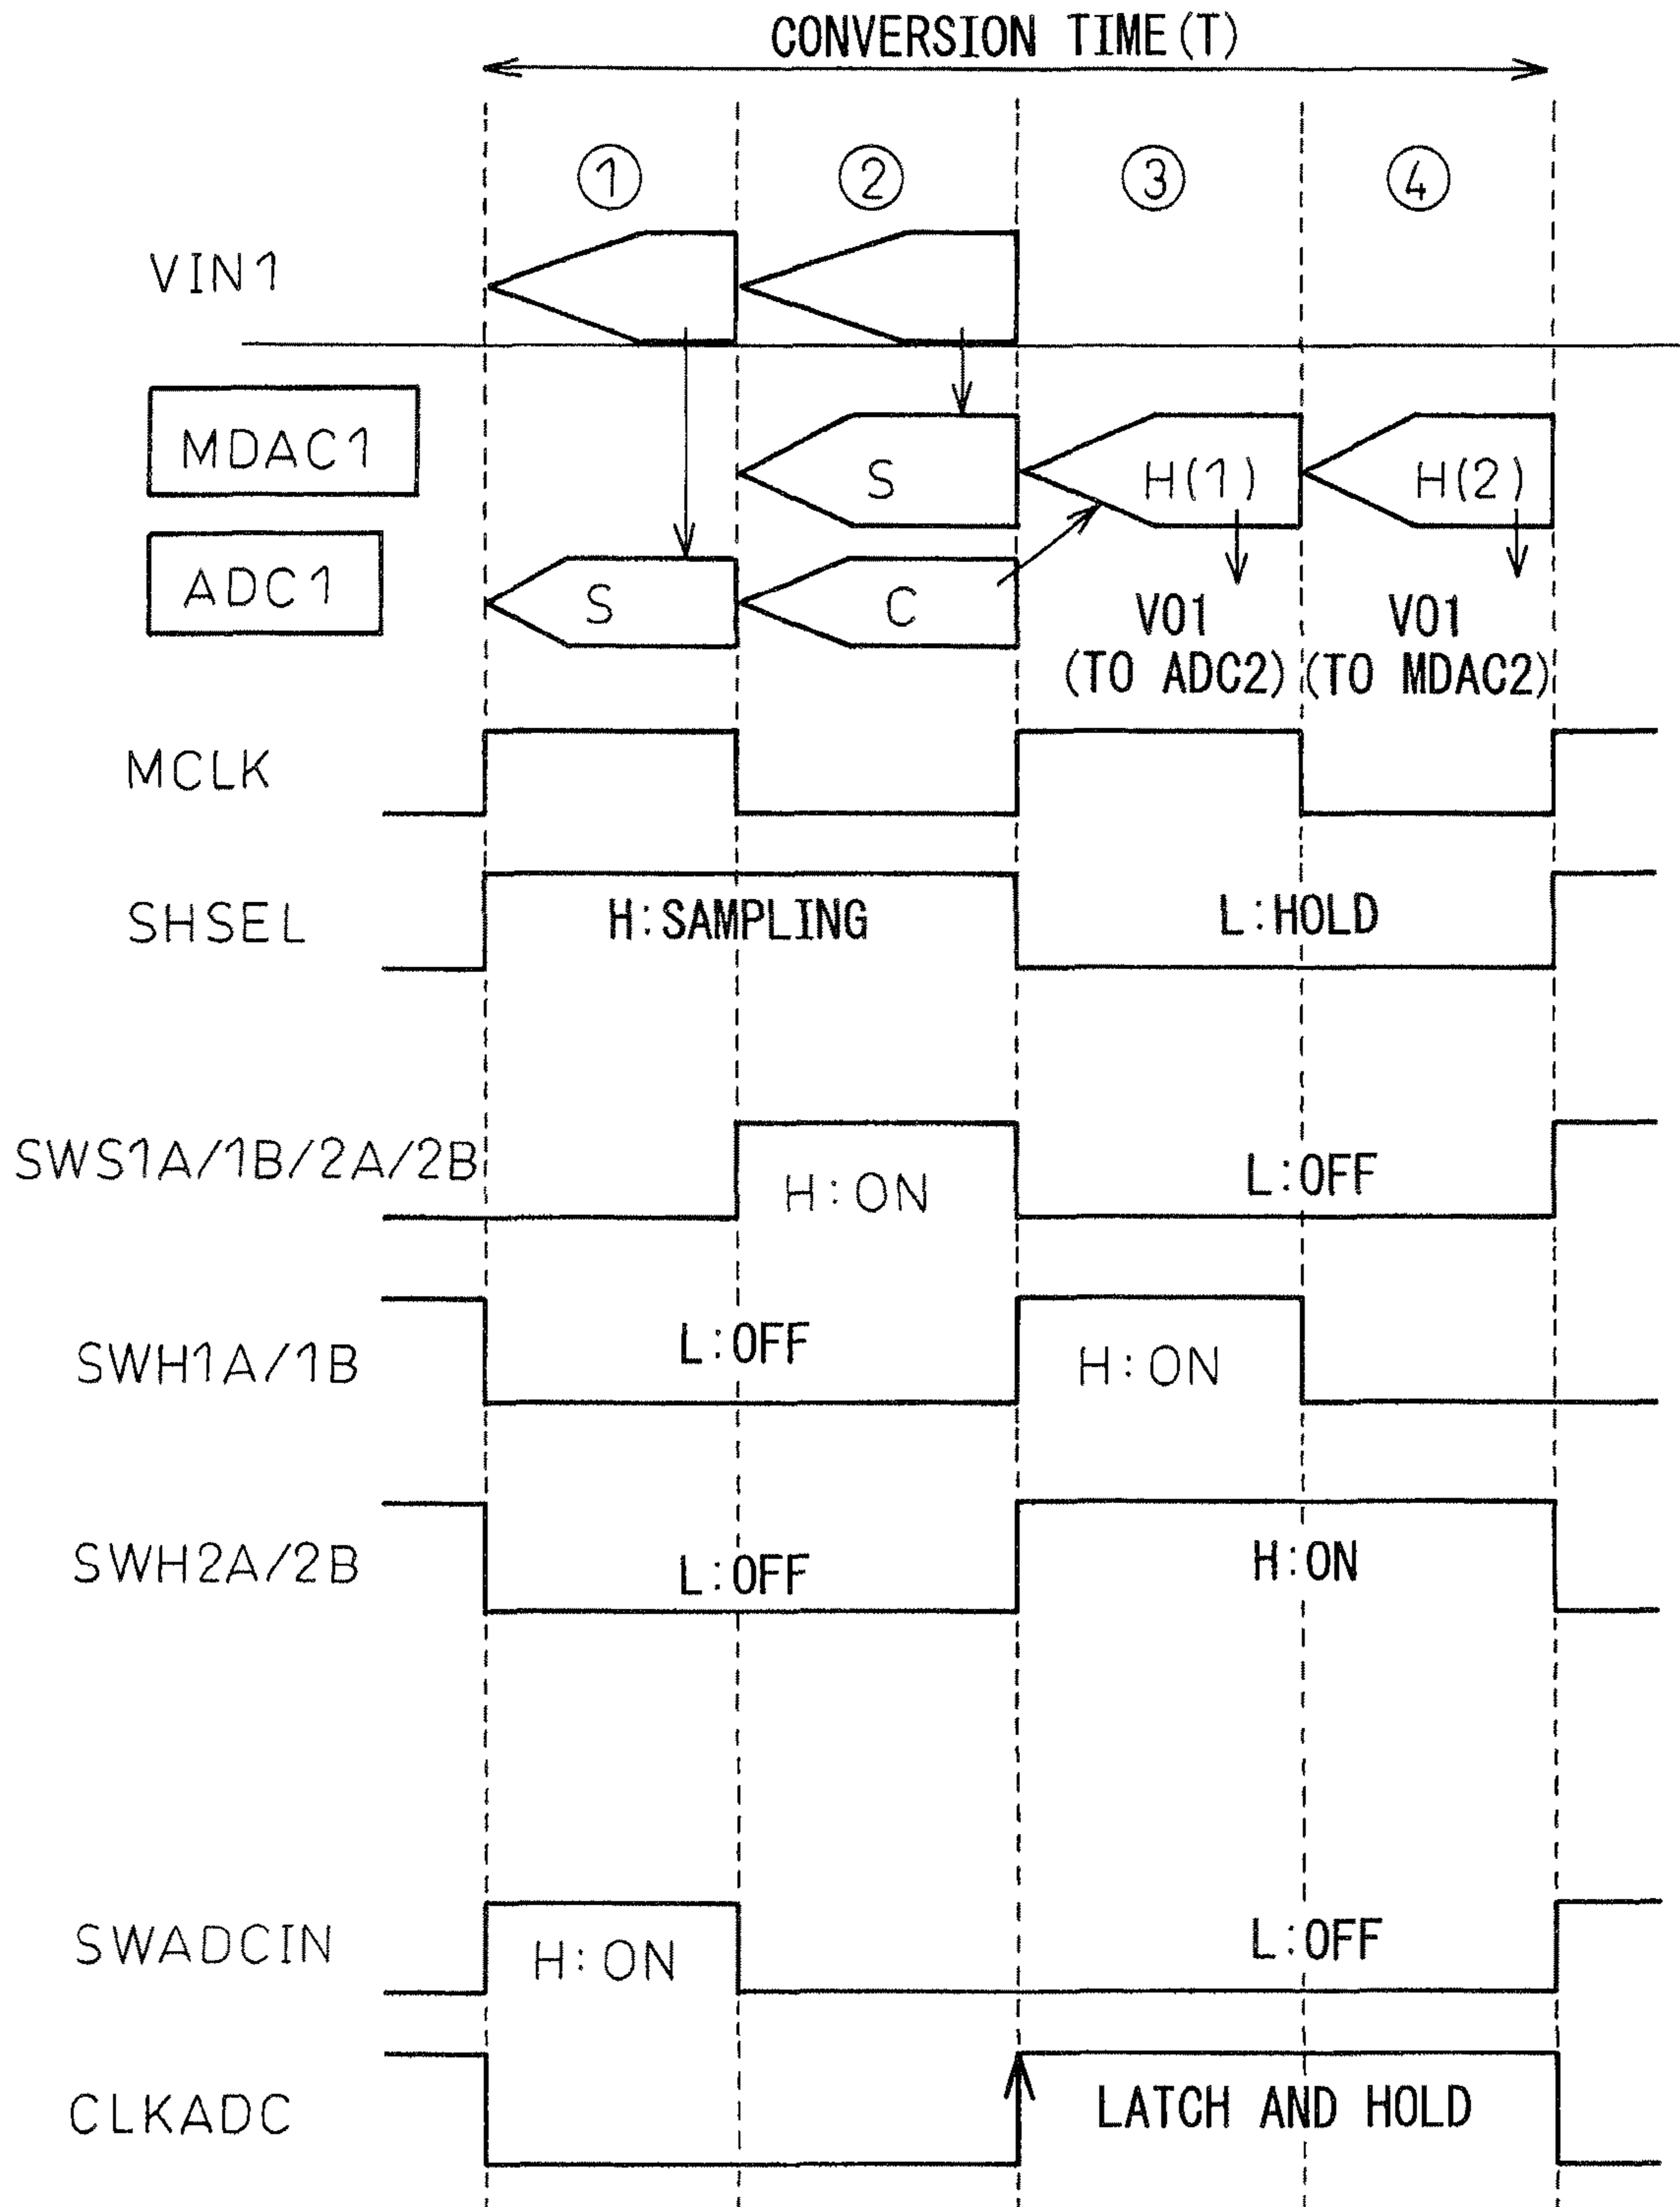 CONVERSION TIME(T)
① ② ③ ④
VIN1
MDAC1
S H(1) H(2)
ADC1
S C
VO1 VO1
(TO ADC2) (TO MDAC2)
MCLK
SHSEL
H:SAMPLING L:HOLD
SWS1A/1B/2A/2B
H:ON L:OFF
SWH1A/1B
L:OFF H:ON
SWH2A/2B
L:OFF H:ON
SWADCIN
H:ON L:OFF
CLKADC
LATCH AND HOLD